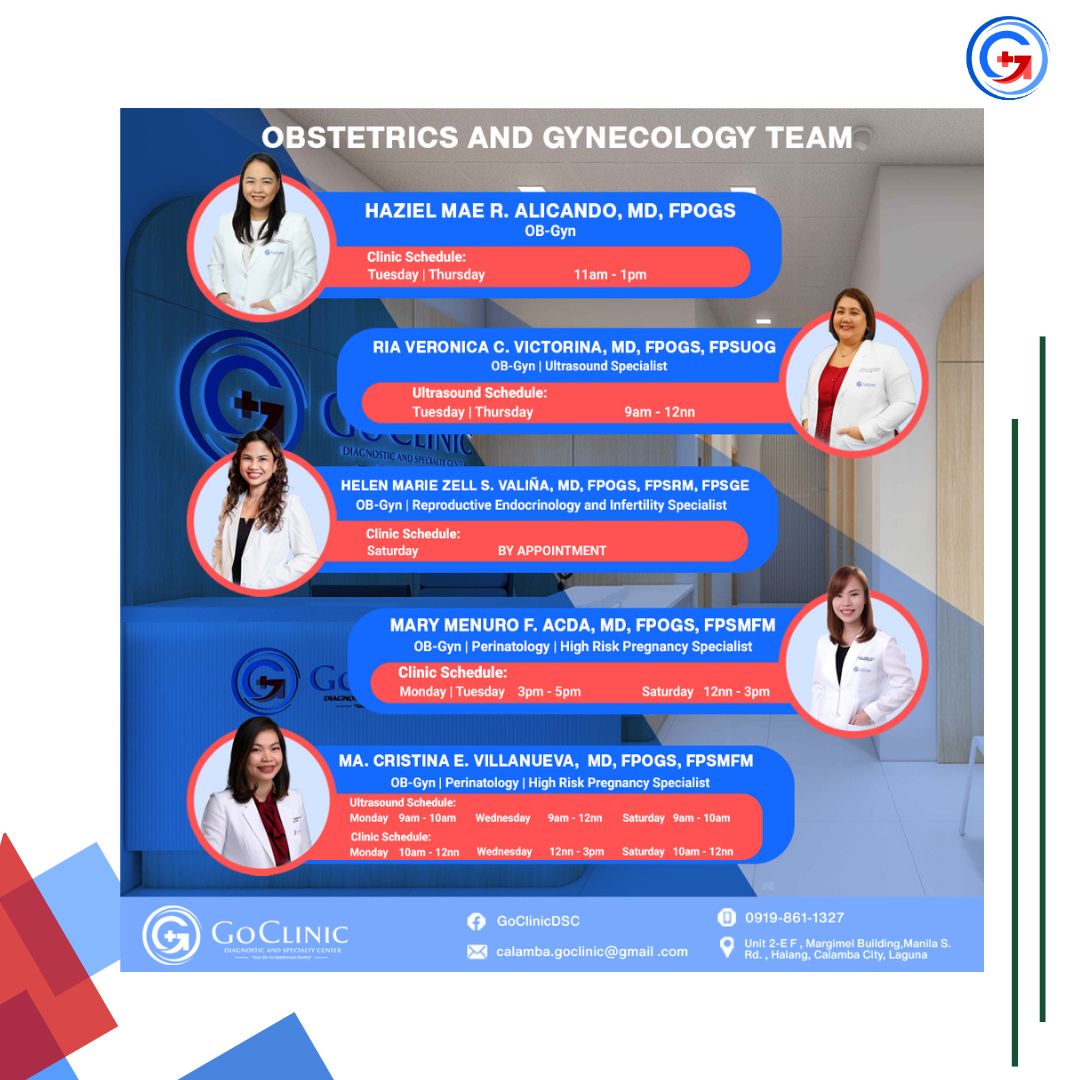 OBSTETRICS AND GYNECOLOGY TEAM
HAZIEL MAE R. ALICANDO, MD, FPOGS
OB-Gyn
Clinic Schedule:
Tuesday | Thursday 11am - 1pm
RIA VERONICA C. VICTORINA, MD, FPOGS, FPSUOG
OB-Gyn | Ultrasound Specialist
Ultrasound Schedule:
Tuesday | Thursday 9am - 12nn
GOCLINIC
DIAGNOSTIC AND SPECIALTY CENTER
HELEN MARIE ZELL S. VALIÑA, MD, FPOGS, FPSRM, FPSGE
OB-Gyn | Reproductive Endocrinology and Infertility Specialist
Clinic Schedule:
Saturday BY APPOINTMENT
MARY MENURO F. ACDA, MD, FPOGS, FPSMFM
OB-Gyn | Perinatology | High Risk Pregnancy Specialist
Clinic Schedule:
Monday | Tuesday 3pm - 5pm Saturday 12nn - 3pm
MA. CRISTINA E. VILLANUEVA, MD, FPOGS, FPSMFM
OB-Gyn | Perinatology | High Risk Pregnancy Specialist
Ultrasound Schedule:
Monday 9am - 10am Wednesday 9am - 12nn Saturday 9am - 10am
Clinic Schedule:
Monday 10am - 12nn Wednesday 12nn - 3pm Saturday 10am - 12nn
GOCLINIC
DIAGNOSTIC AND SPECIALTY CENTER
GoClinicDSC
calamba.goclinic@gmail .com
0919-861-1327
Unit 2-E F , Margimel Building,Manila S.
Rd. , Halang, Calamba City, Laguna